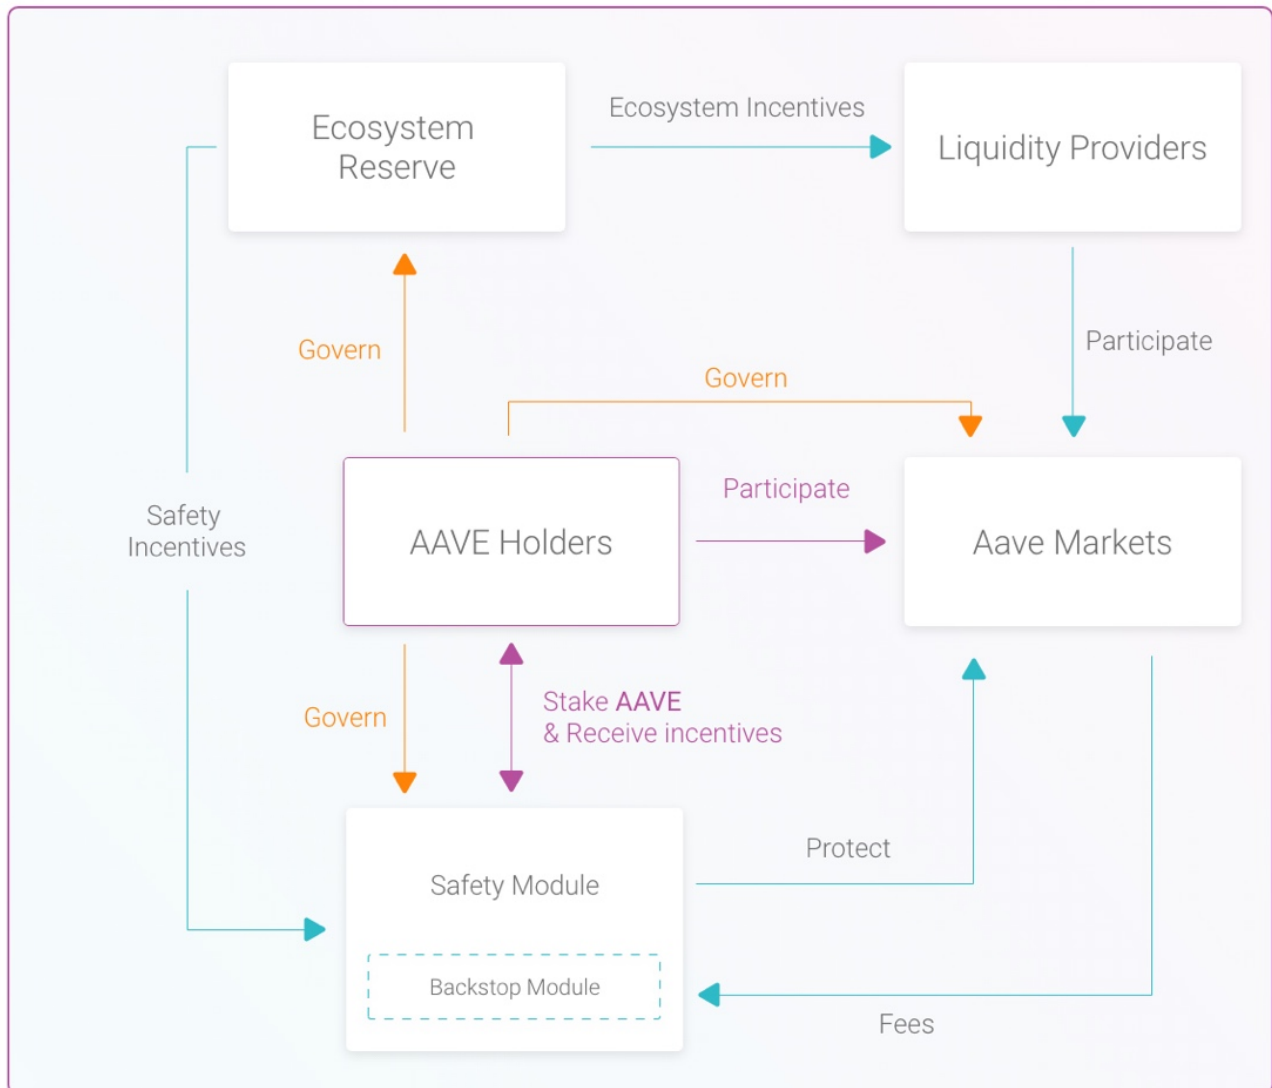 Ecosystem
Reserve
Ecosystem Incentives
Liquidity Providers
Govern
Participate
Govern
Safety
Incentives
AAVE Holders
Participate
Aave Markets
Govern
Stake AAVE
& Receive incentives
Safety Module
Protect
Backstop Module
Fees